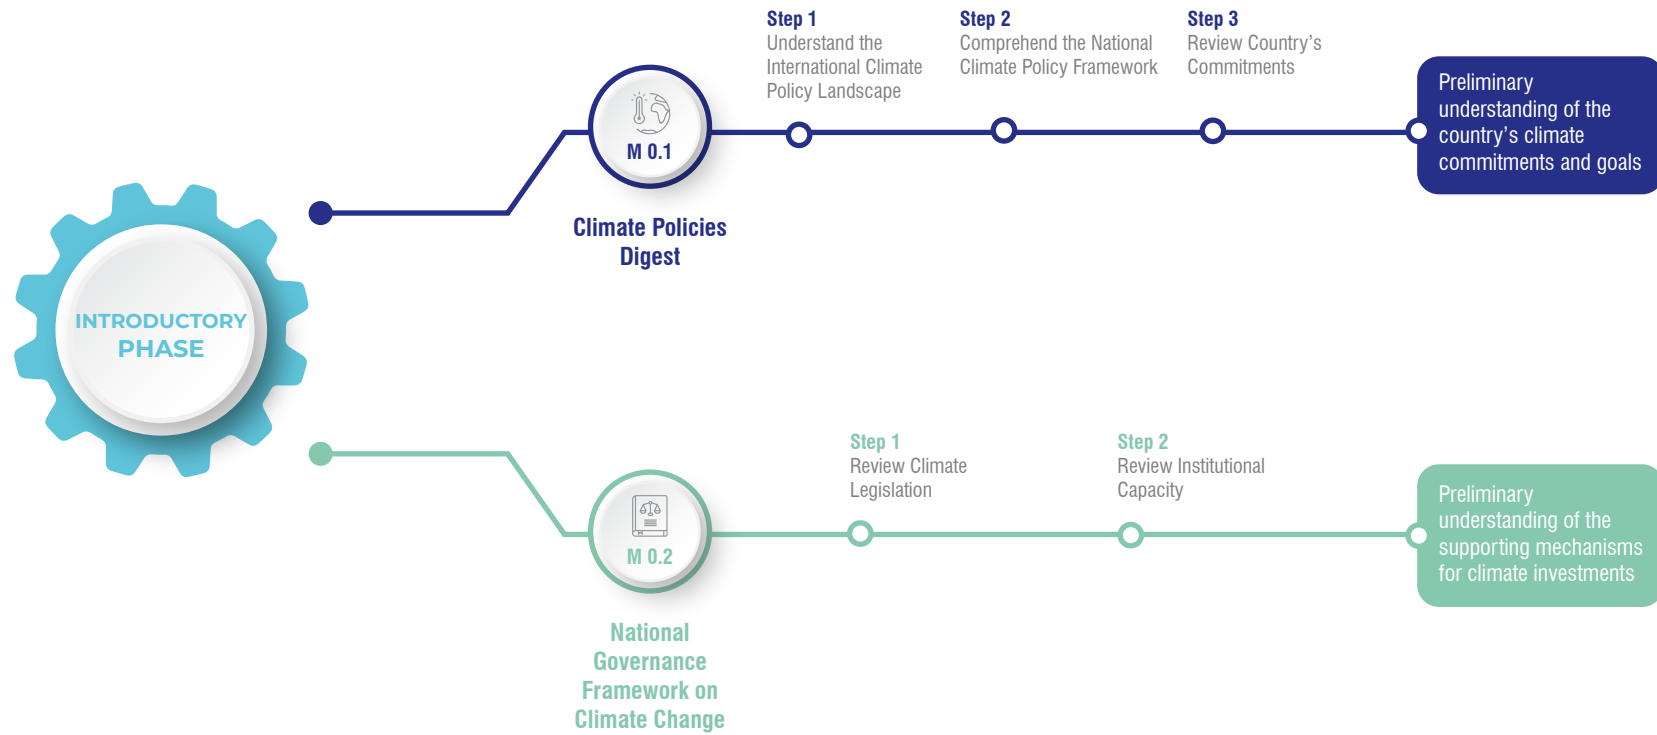 INTRODUCTORY
PHASE
M 0.1
Climate Policies
Digest
Step 1
Understand the
International Climate
Policy Landscape
Step 2
Comprehend the National
Climate Policy Framework
Step 3
Review Country’s
Commitments
Preliminary
understanding of the
country’s climate
commitments and goals
M 0.2
National
Governance
Framework on
Climate Change
Step 1
Review Climate
Legislation
Step 2
Review Institutional
Capacity
Preliminary
understanding of the
supporting mechanisms
for climate investments